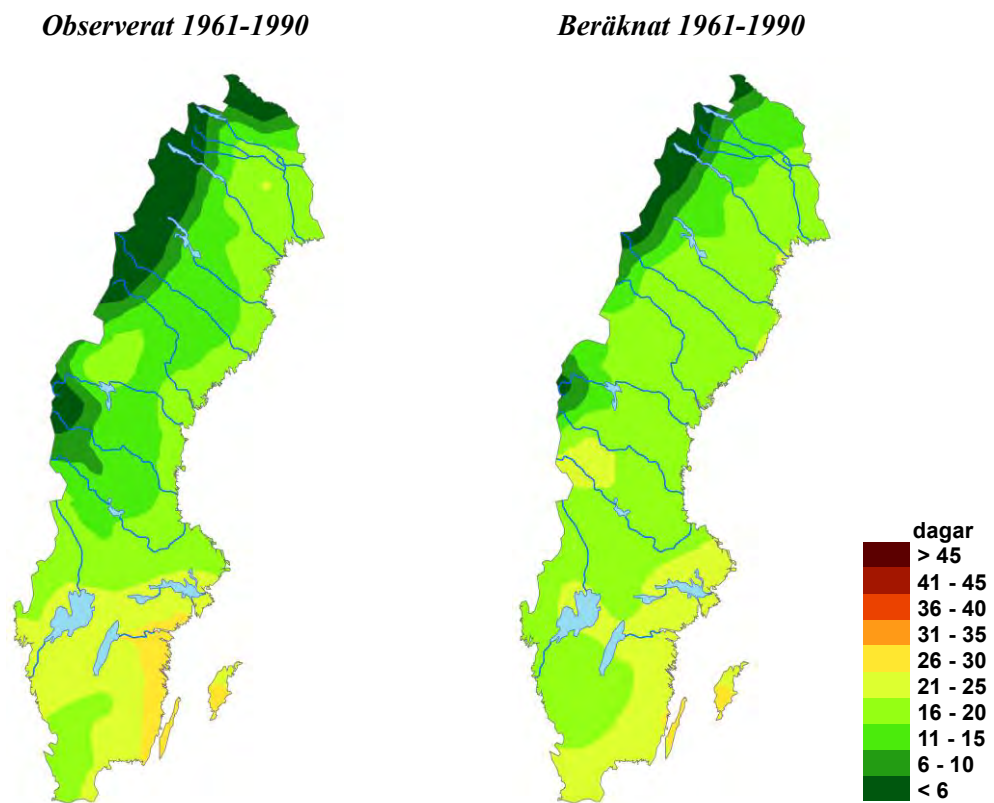 Observerat 1961-1990
Beräknat 1961-1990
dagar
> 45
41 - 45
36 - 40
31 - 35
26 - 30
21 - 25
16 - 20
11 - 15
6 - 10
< 6